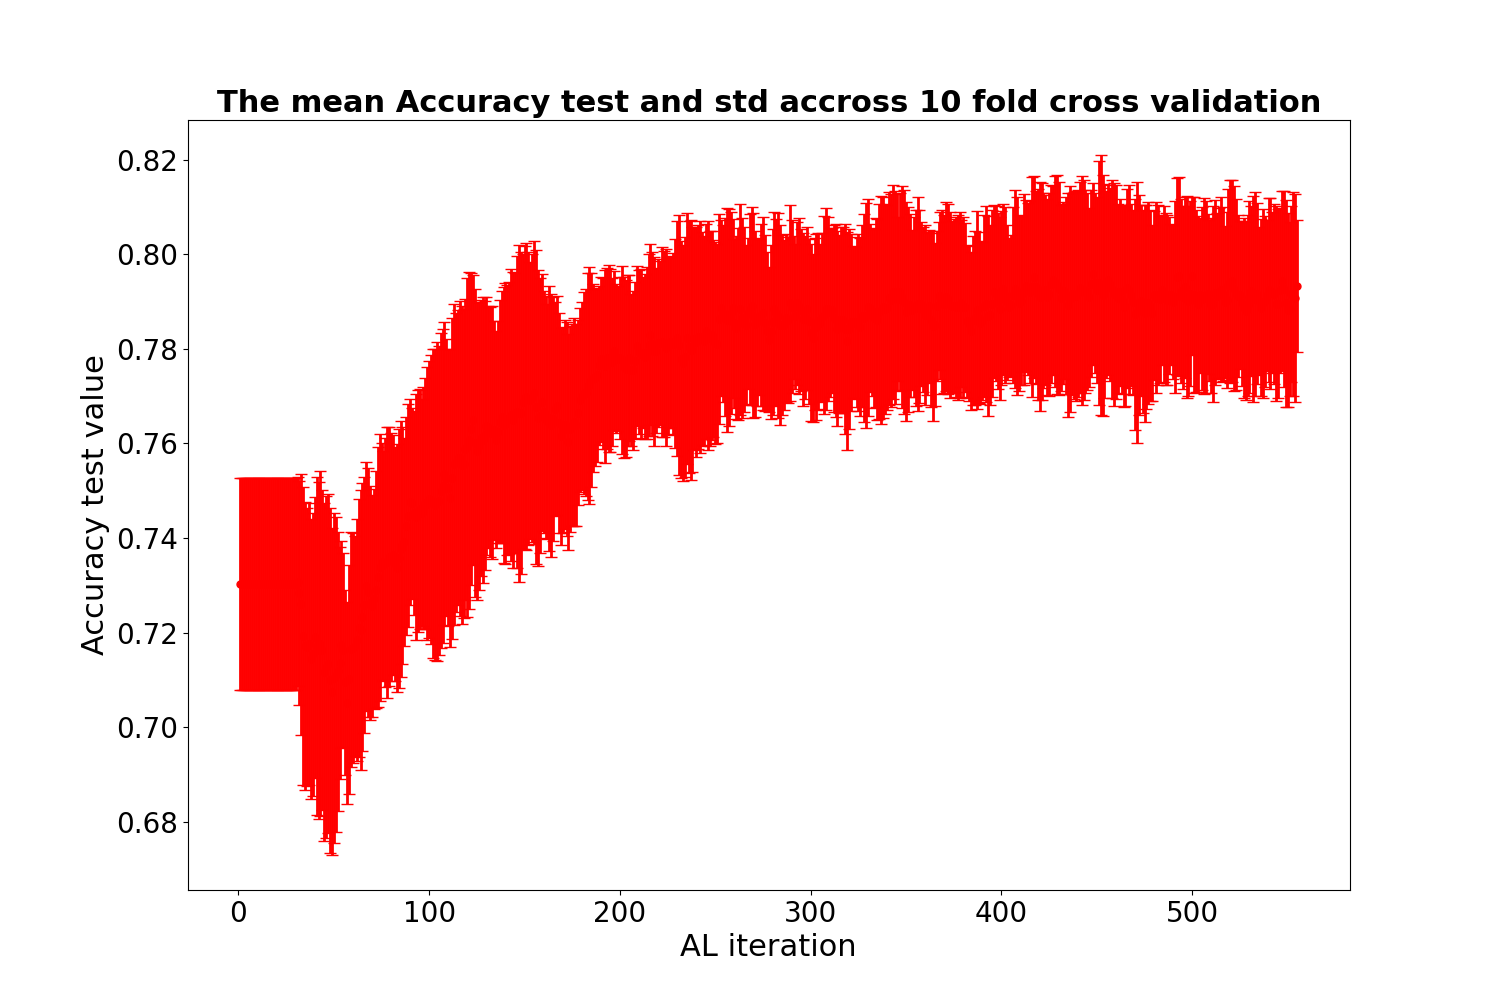 The mean Accuracy test and std accross 10 fold cross validation
0.82
0.80
0.78
0.76
0.74
0.72
0.70
0.68
Accuracy test value
0 100 200 300 400 500
AL iteration